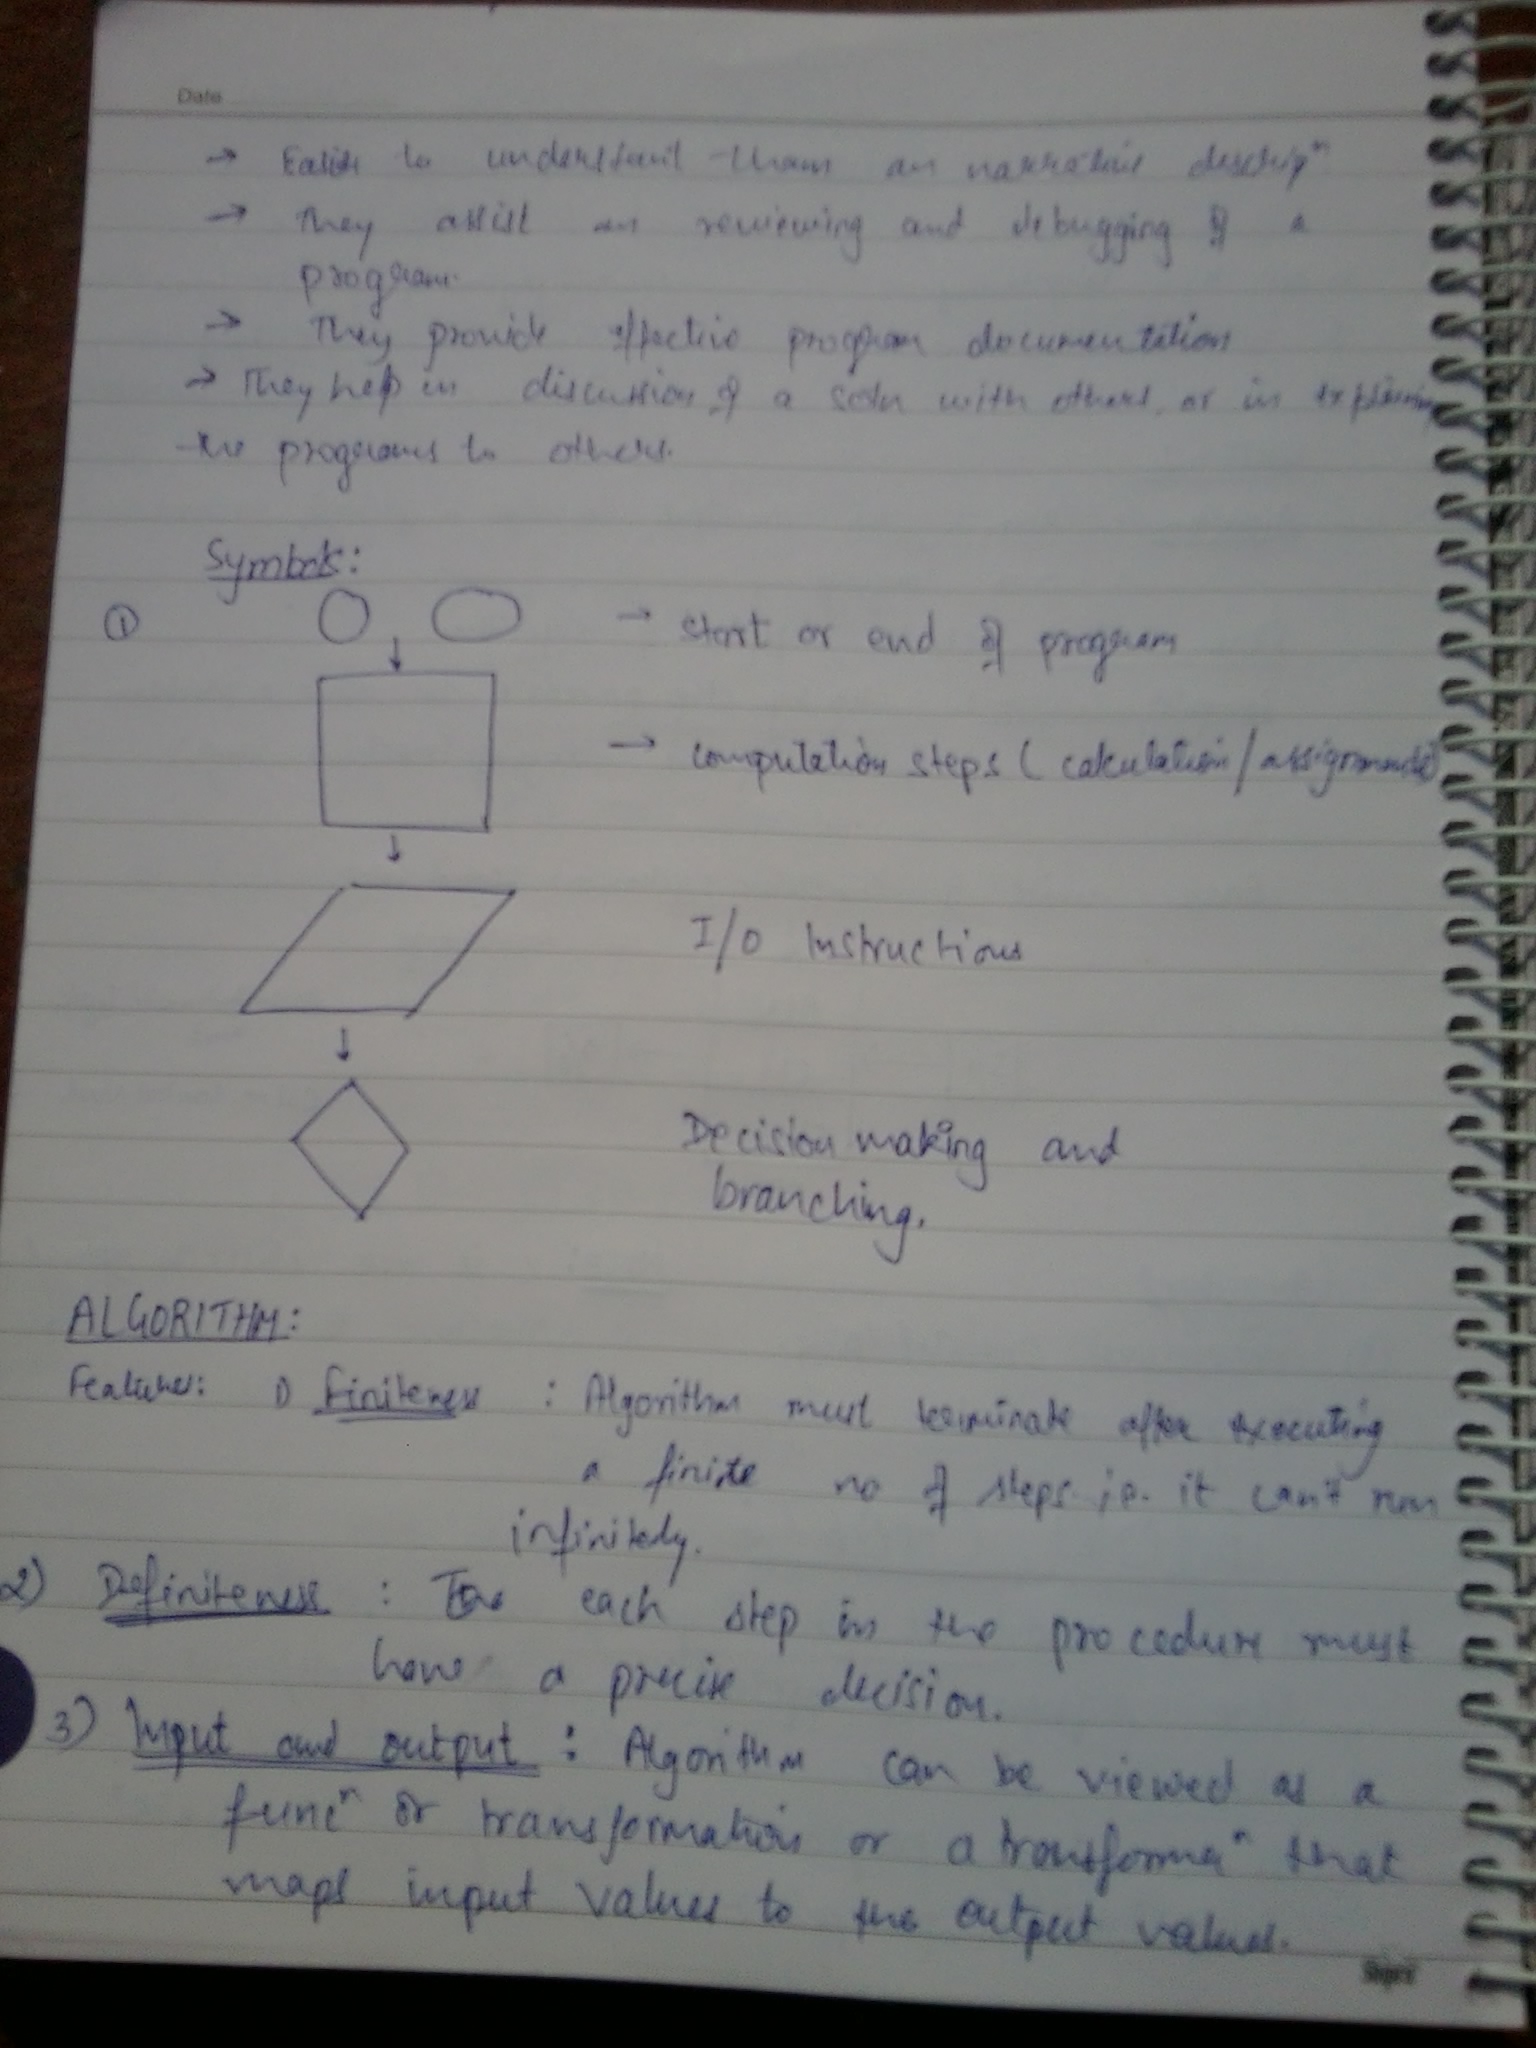 Date
→ Easier to understand than an narrative descripⁿ
→ They assist in reviewing and debugging of a
program.
→ They provide effective program documentation
→ They help in discussion of a soln with others, or in explaining
the programs to others.
Symbols:
① → start or end of program
→ computation steps (calculation/assignments)
I/O Instructions
Decision making and
branching.
ALGORITHM:
Features: 1) Finiteness : Algorithm must terminate after executing
a finite no of steps i.e. it can't run
infinitely.
2) Definiteness : each step in the procedure must
have a precise decision.
3) Input and output : Algorithm can be viewed as a
funcⁿ or transformation or a transformaⁿ that
maps input values to the output values.